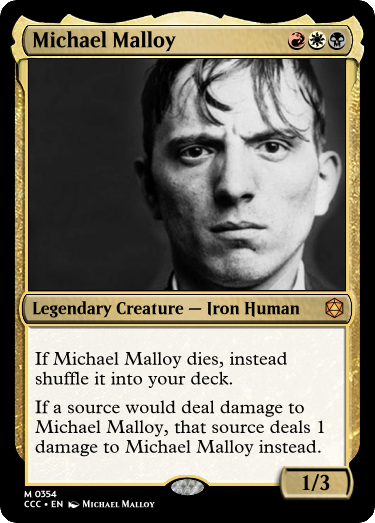 Michael Malloy
Legendary Creature — Iron Human
If Michael Malloy dies, instead
shuffle it into your deck.
If a source would deal damage to
Michael Malloy, that source deals 1
damage to Michael Malloy instead.
1/3
M 0354
CCC • EN Michael Malloy